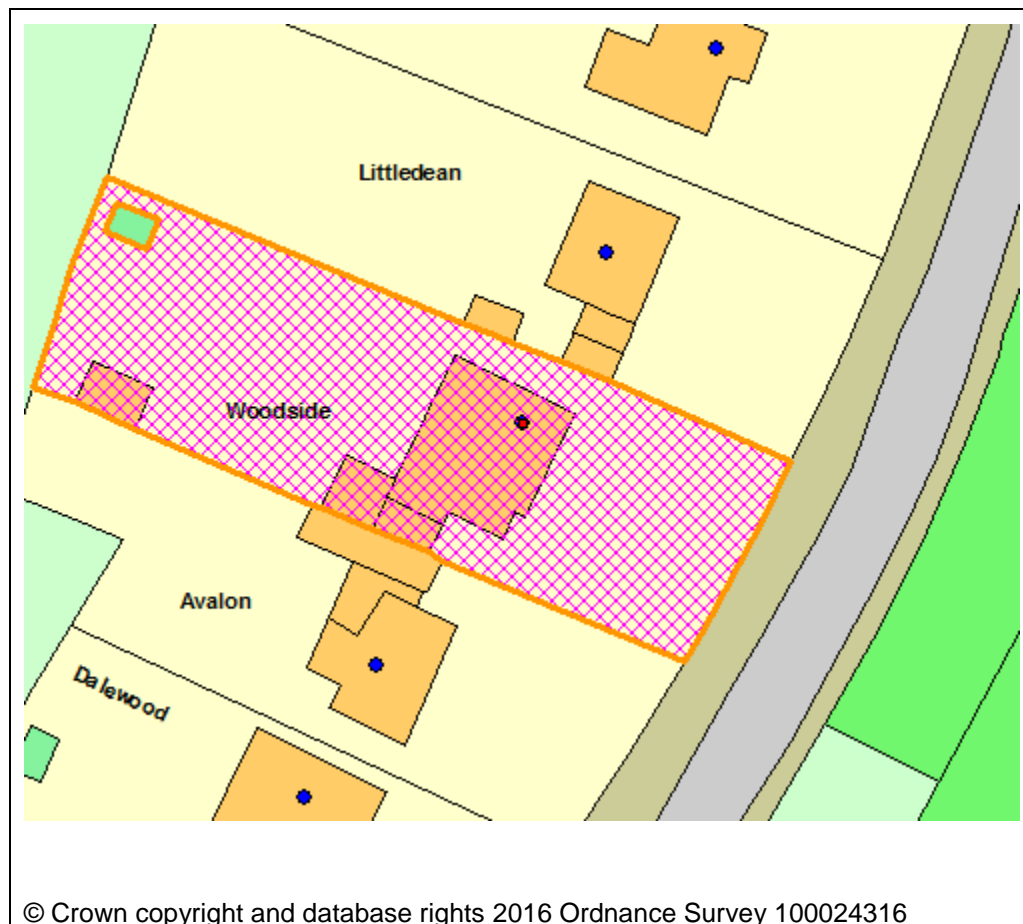 Littledean
Woodside
Avalon
Dalewood
© Crown copyright and database rights 2016 Ordnance Survey 100024316